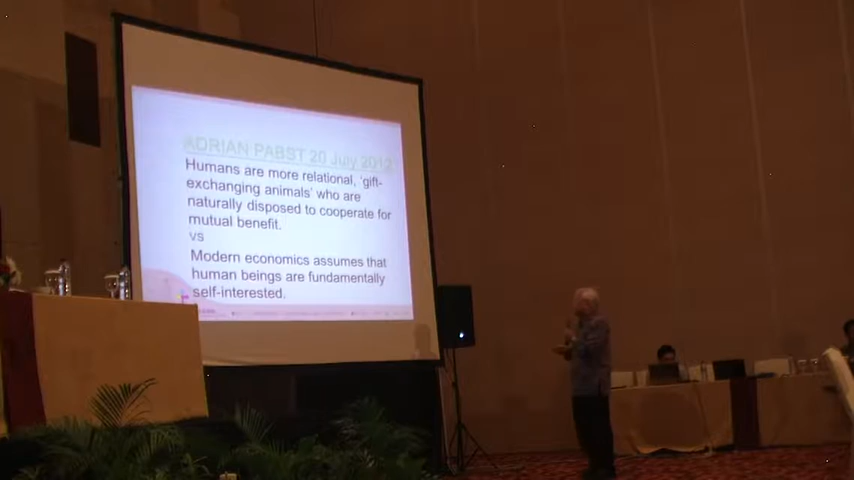 ADRIAN PABST 20 July 2012
Humans are more relational, 'gift-
exchanging animals' who are
naturally disposed to cooperate for
mutual benefit.
VS
Modern economics assumes that
human beings are fundamentally
self-interested.